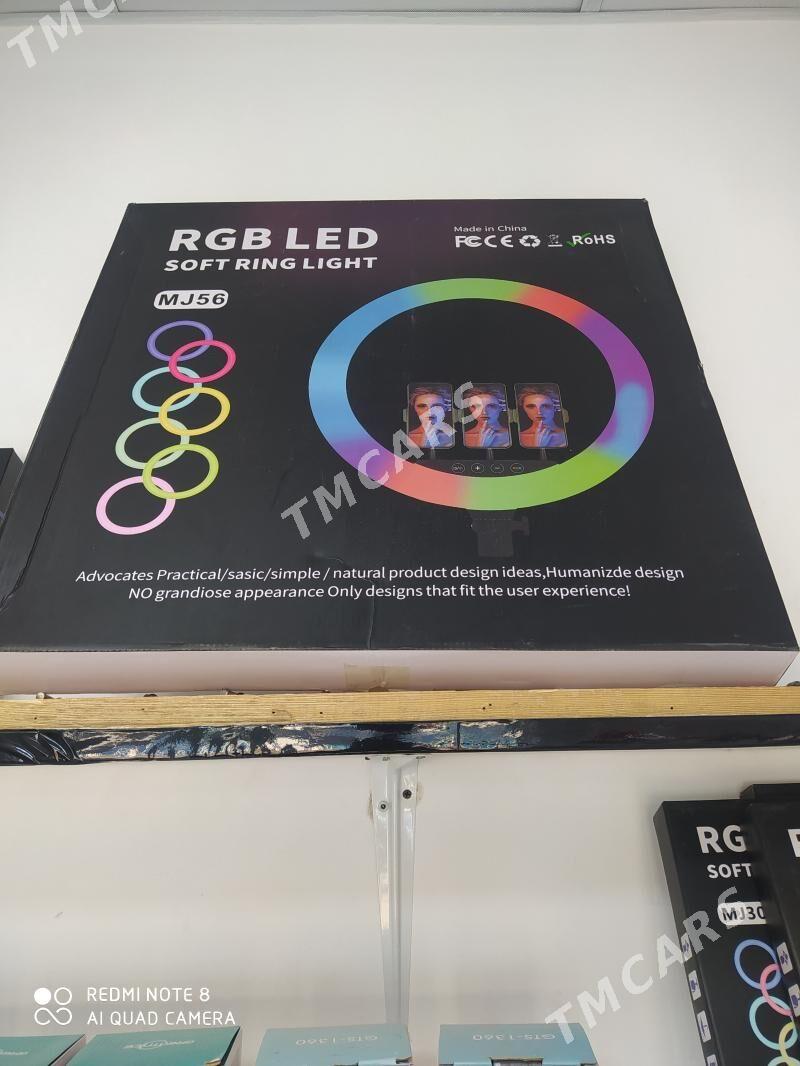 TMCARS
RGB LED
SOFT RING LIGHT
MJ56
Made in China
FC CE RoHS
TMCARS
Advocates Practical/sasic/simple / natural product design ideas,Humanizde design
NO grandiose appearance Only designs that fit the user experience!
RG
SOFT
MJ30
TMCARS
REDMI NOTE 8
AI QUAD CAMERA
GTS-1360
GTS-1360